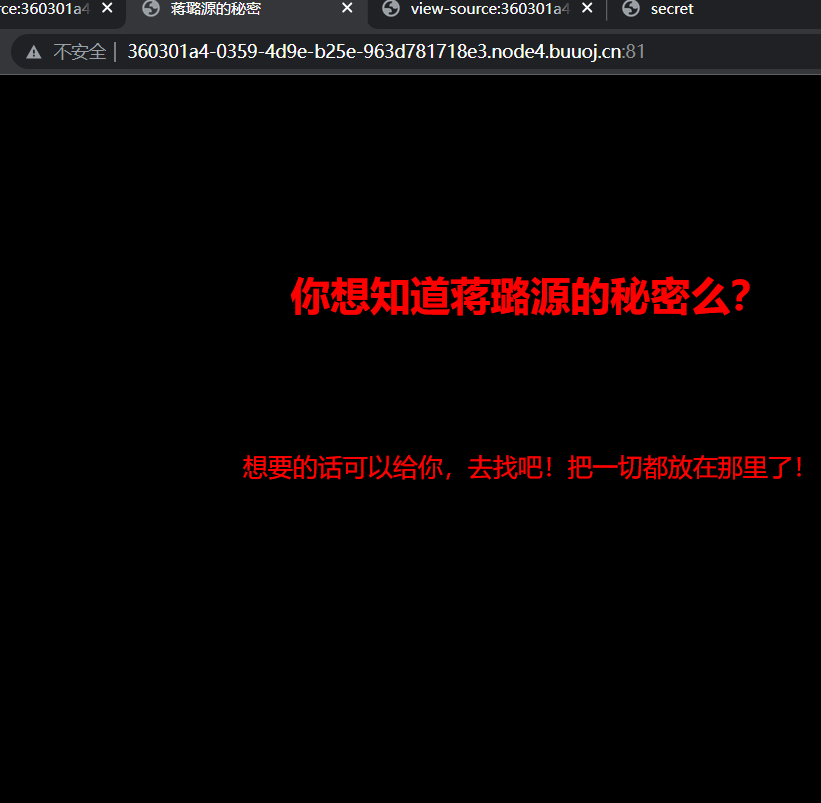 rce:360301a4 蒋璐源的秘密 view-source:360301a4 secret
不安全 360301a4-0359-4d9e-b25e-963d781718e3.node4.buuoj.cn:81
你想知道蒋璐源的秘密么?
想要的话可以给你,去找吧!把一切都放在那里了!